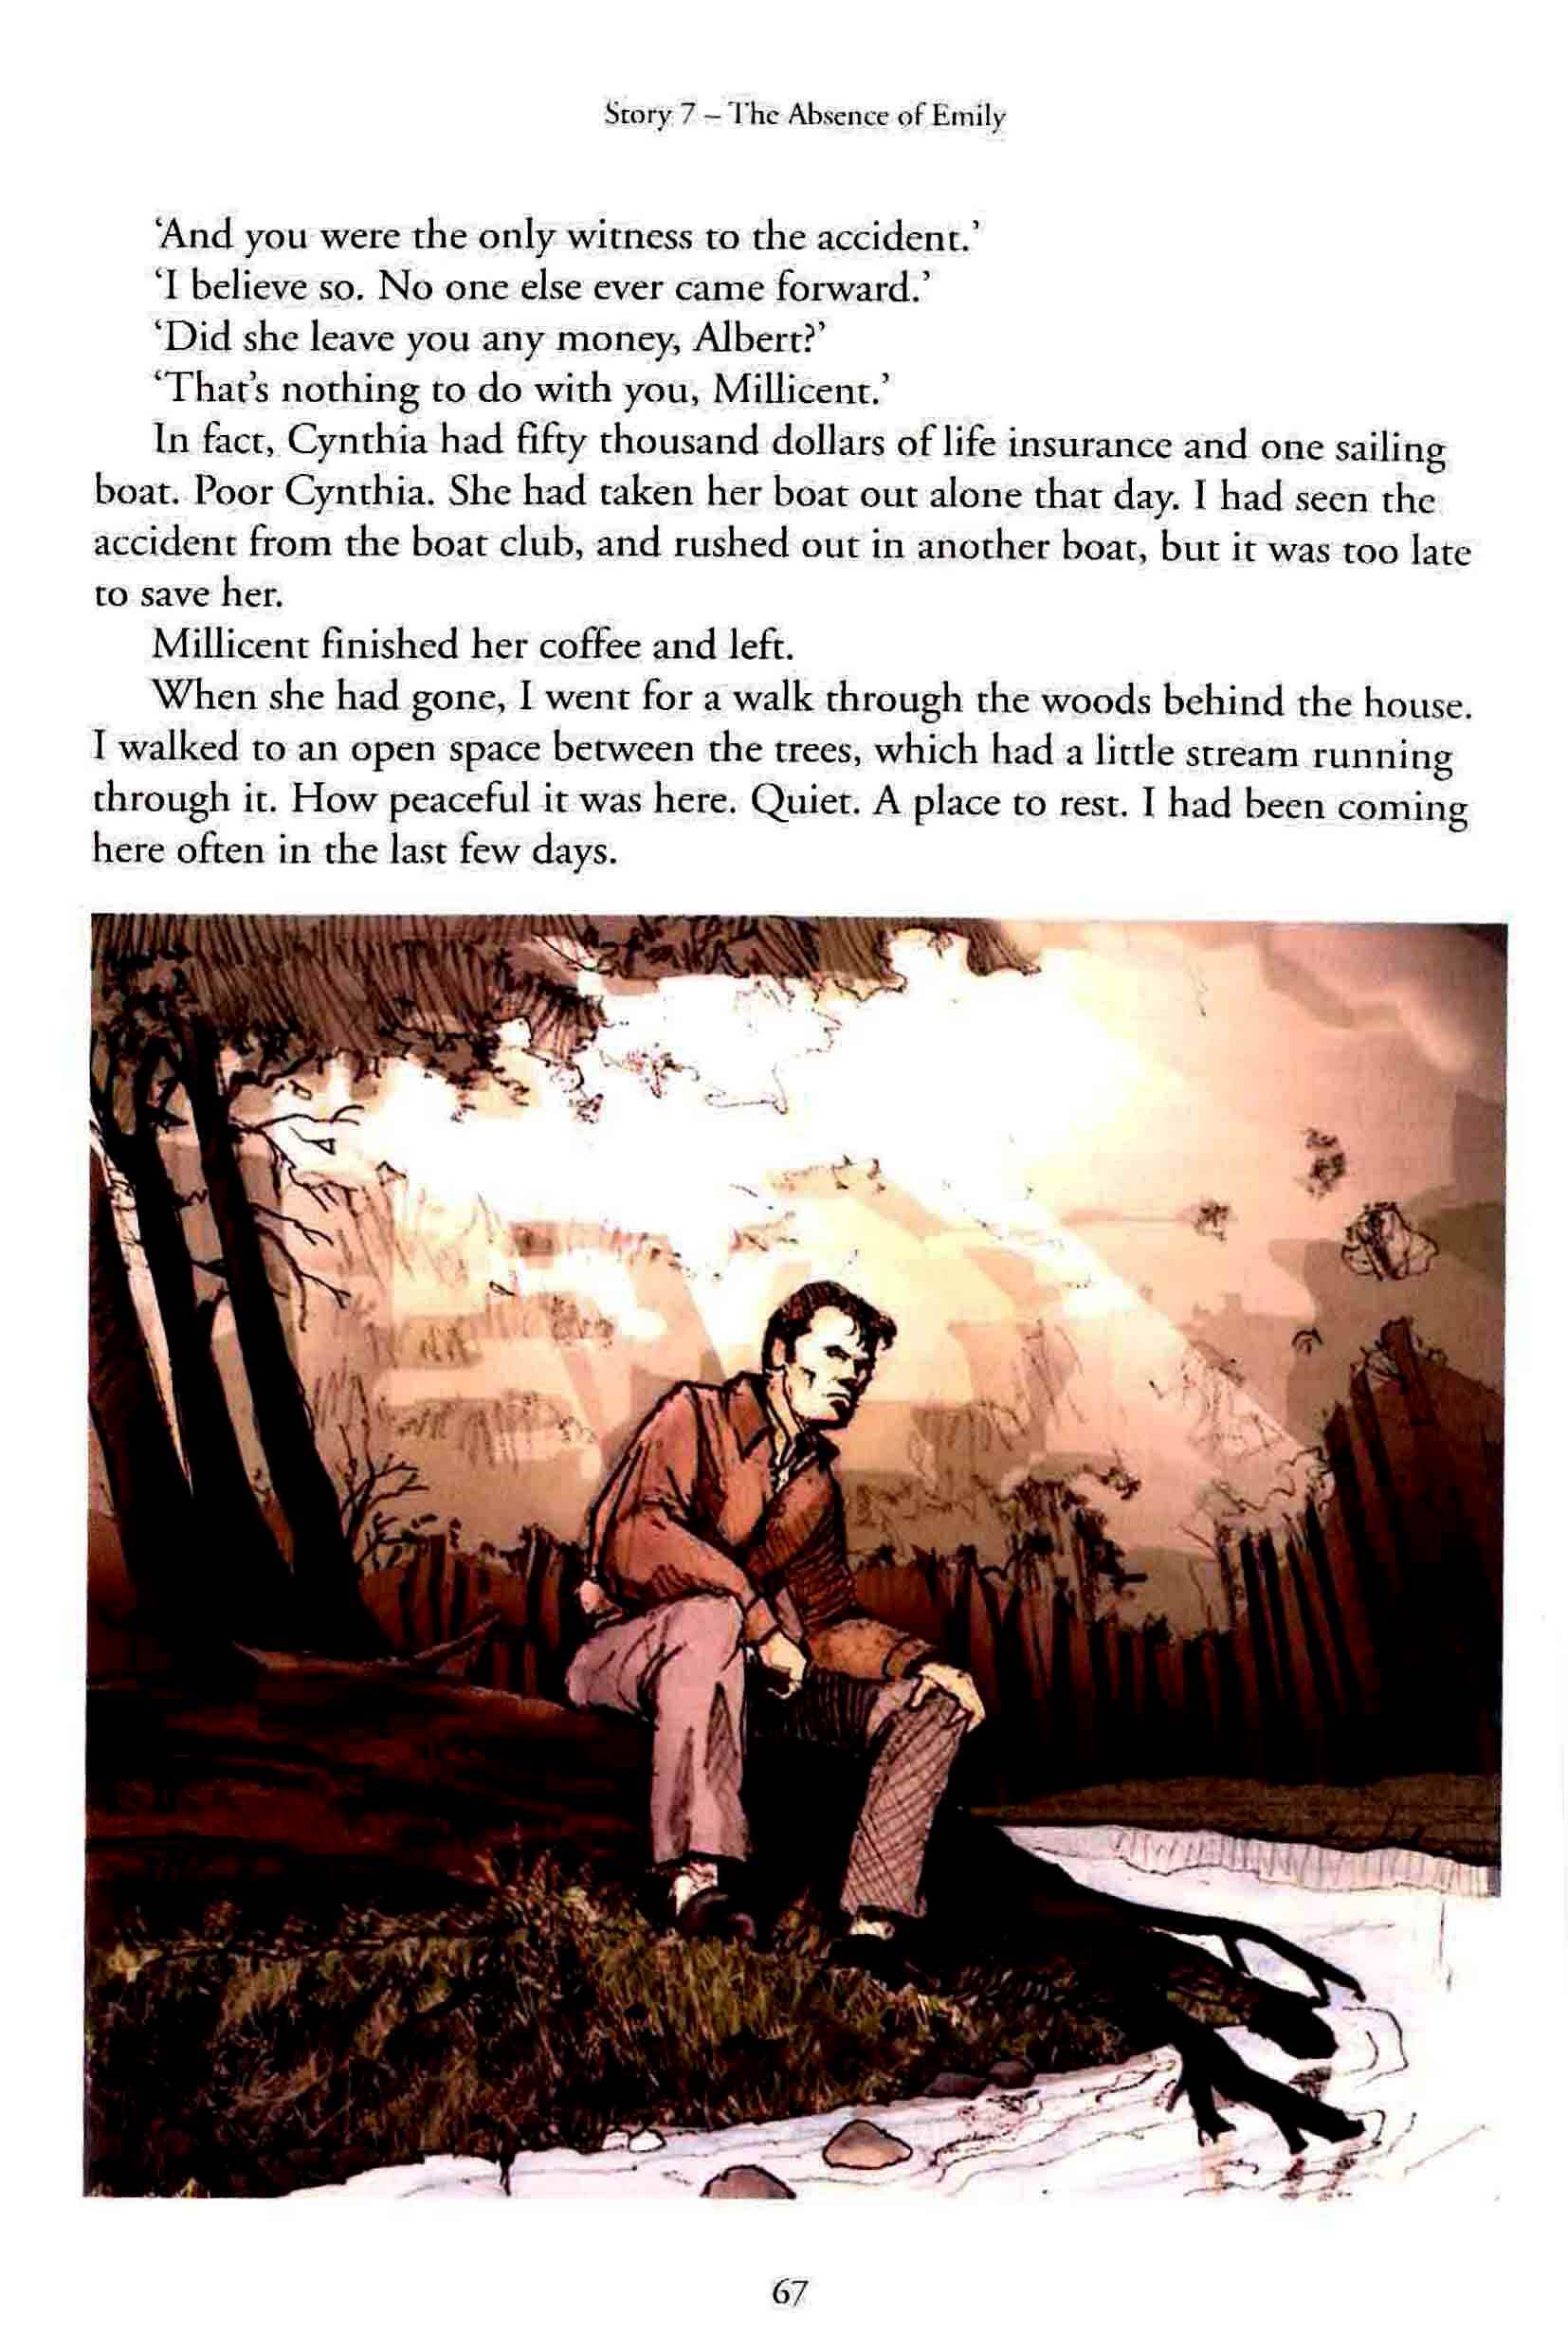 Story 7 – The Absence of Emily
‘And you were the only witness to the accident.’
‘I believe so. No one else ever came forward.’
‘Did she leave you any money, Albert?’
‘That’s nothing to do with you, Millicent.’
In fact, Cynthia had fifty thousand dollars of life insurance and one sailing
boat. Poor Cynthia. She had taken her boat out alone that day. I had seen the
accident from the boat club, and rushed out in another boat, but it was too late
to save her.
Millicent finished her coffee and left.
When she had gone, I went for a walk through the woods behind the house.
I walked to an open space between the trees, which had a little stream running
through it. How peaceful it was here. Quiet. A place to rest. I had been coming
here often in the last few days.
67